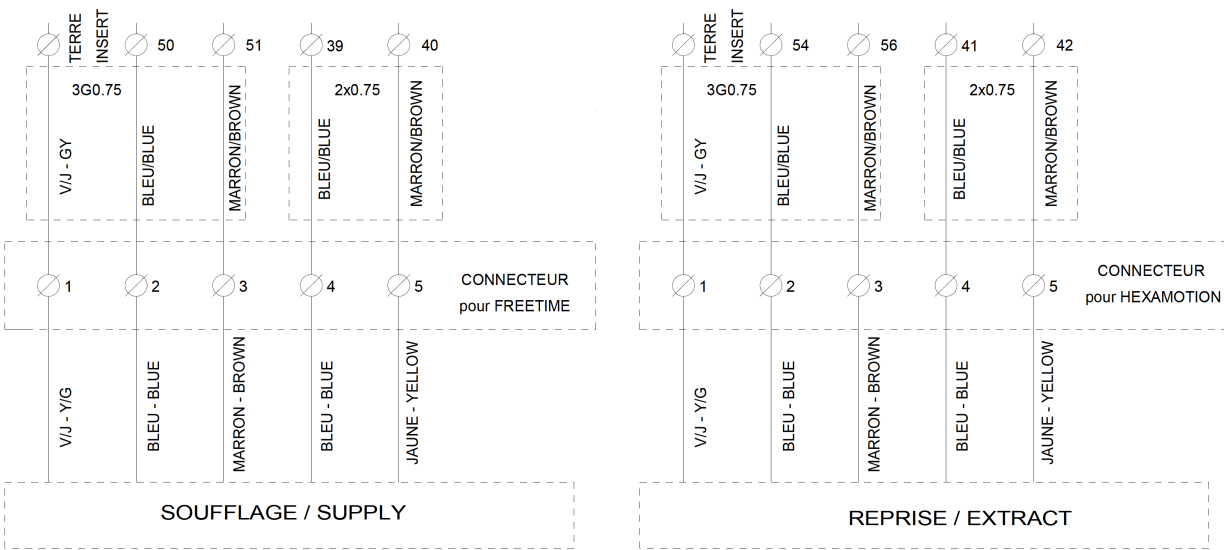 TERRE
INSERT
50
51
39
40
3G0.75
2x0.75
V/J - GY
BLEU/BLUE
MARRON/BROWN
BLEU/BLUE
MARRON/BROWN
1
2
3
4
5
CONNECTEUR
pour FREETIME
V/J - Y/G
BLEU - BLUE
MARRON - BROWN
BLEU - BLUE
JAUNE - YELLOW
SOUFFLAGE / SUPPLY
TERRE
INSERT
54
56
41
42
3G0.75
2x0.75
V/J - GY
BLEU/BLUE
MARRON/BROWN
BLEU/BLUE
MARRON/BROWN
1
2
3
4
5
CONNECTEUR
pour HEXAMOTION
V/J - Y/G
BLEU - BLUE
MARRON - BROWN
BLEU - BLUE
JAUNE - YELLOW
REPRISE / EXTRACT